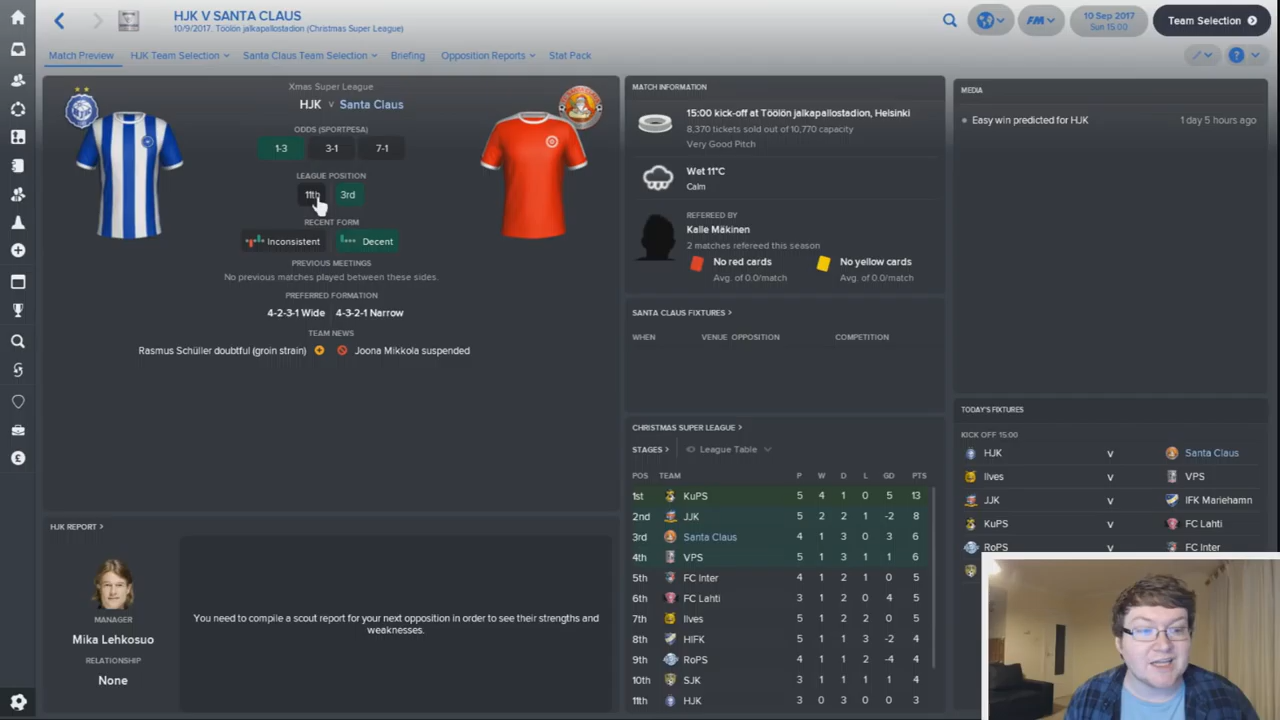 HJK V SANTA CLAUS
10/9/2017, Töölön jalkapallostadion (Christmas Super League)
FM
10 Sep 2017
Sun 15:00
Team Selection
Match Preview
HJK Team Selection
Santa Claus Team Selection
Briefing
Opposition Reports
Stat Pack
?
Xmas Super League
HJK v Santa Claus
ODDS (SPORTPESA)
1-3 3-1 7-1
LEAGUE POSITION
11th 3rd
RECENT FORM
Inconsistent Decent
PREVIOUS MEETINGS
No previous matches played between these sides.
PREFERRED FORMATION
4-2-3-1 Wide 4-3-2-1 Narrow
TEAM NEWS
Rasmus Schüller doubtful (groin strain) Joona Mikkola suspended
HJK REPORT >
MANAGER
Mika Lehkosuo
RELATIONSHIP
None
You need to compile a scout report for your next opposition in order to see their strengths and
weaknesses.
MATCH INFORMATION
15:00 kick-off at Töölön jalkapallostadion, Helsinki
8,370 tickets sold out of 10,770 capacity
Very Good Pitch
Wet 11°C
Calm
REFEREED BY
Kalle Mäkinen
2 matches refereed this season
No red cards
Avg. of 0.0/match
No yellow cards
Avg. of 0.0/match
SANTA CLAUS FIXTURES >
WHEN VENUE OPPOSITION COMPETITION
CHRISTMAS SUPER LEAGUE >
STAGES > League Table
POS TEAM P W D L GD PTS
1st KuPS 5 4 1 0 5 13
2nd JJK 5 2 2 1 -2 8
3rd Santa Claus 4 1 3 0 3 6
4th VPS 5 1 3 1 1 6
5th FC Inter 4 1 2 1 0 5
6th FC Lahti 3 1 2 0 4 5
7th Ilves 5 1 2 2 0 5
8th HIFK 5 1 1 3 -2 4
9th RoPS 4 1 1 2 -4 4
10th SJK 3 1 1 1 1 4
11th HJK 3 0 3 0 0 3
MEDIA
Easy win predicted for HJK 1 day 5 hours ago
TODAY'S FIXTURES
KICK OFF 15:00
HJK v Santa Claus
Ilves v VPS
JJK v IFK Mariehamn
KuPS v FC Lahti
RoPS v FC Inter